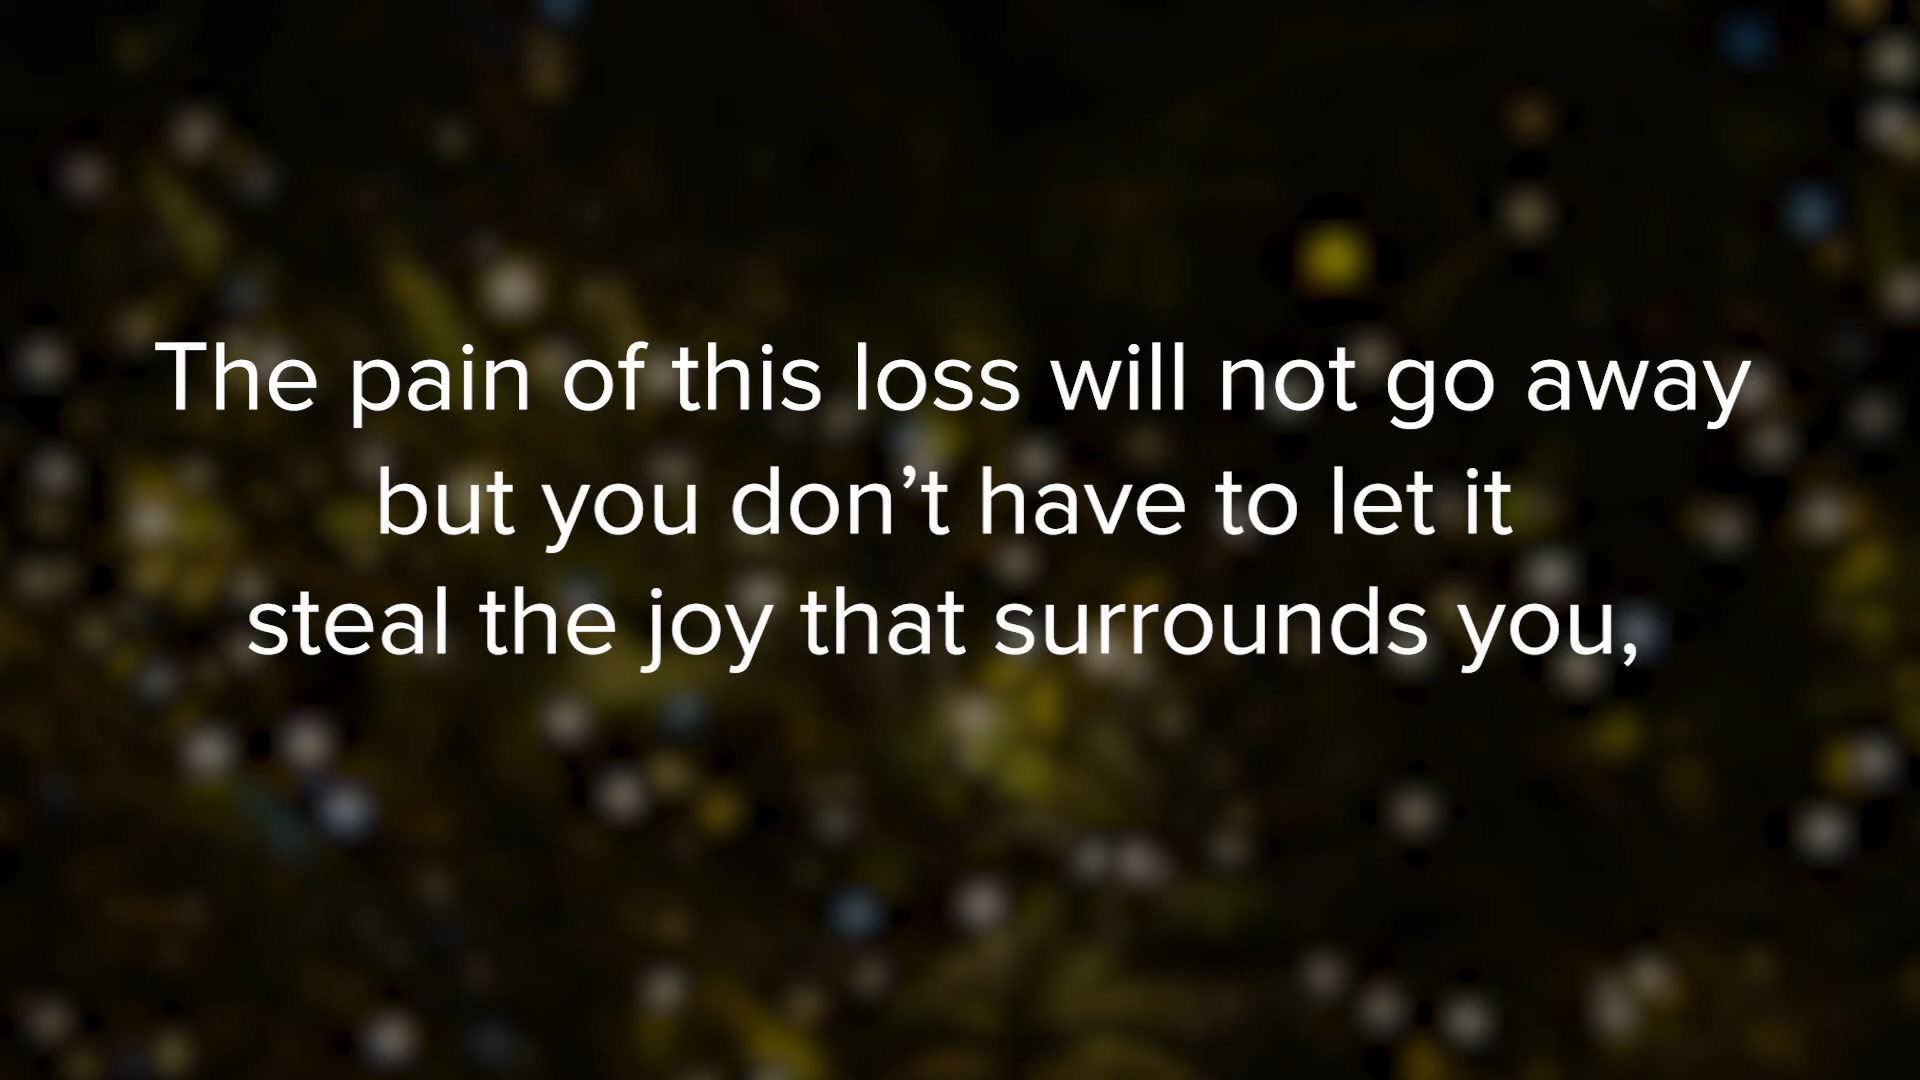 The pain of this loss will not go away
but you don’t have to let it
steal the joy that surrounds you,